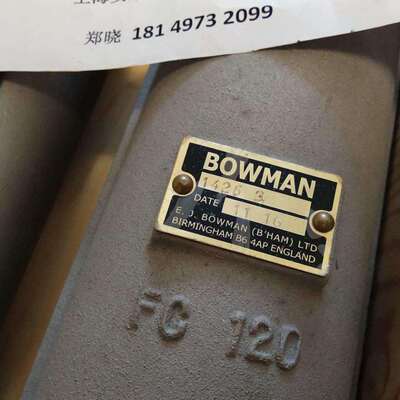 郑晓 181 4973 2099
BOWMAN
1426 3
DATE 11 16
E. J. BOWMAN (B'HAM) LTD
BIRMINGHAM B6 4AP ENGLAND
FC 120